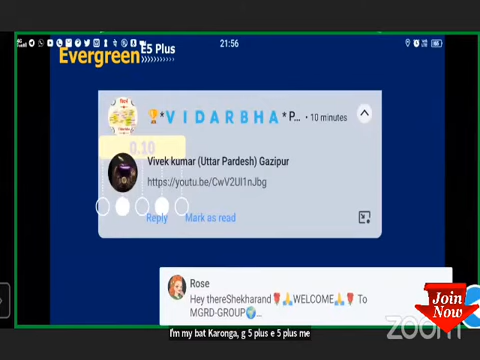 21:56
Evergreen E5 Plus
🏆*V I D A R B H A * P... • 10 minutes
0.10
Vivek kumar (Uttar Pardesh) Gazipur
https://youtu.be/CwV2UI1nJbg
Reply Mark as read
Rose
Hey thereShekharand🌹🙏WELCOME🙏🌹 To
MGRD-GROUP🌍...
Join
Now
zoom
I'm my bat Karonga, g 5 plus e 5 plus me